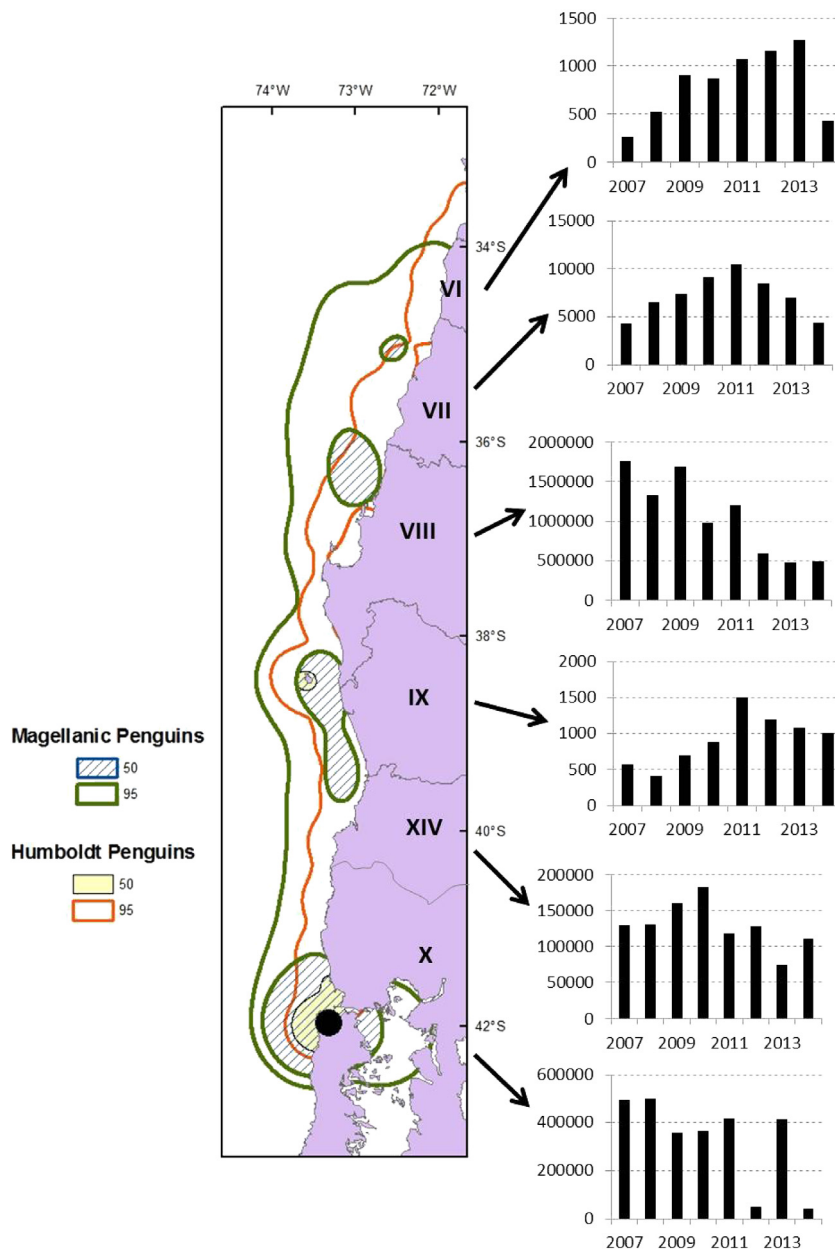 74°W 73°W 72°W
34°S
36°S
38°S
40°S
42°S
VI
VII
VIII
IX
XIV
X
Magellanic Penguins
50
95
Humboldt Penguins
50
95
1500
1000
500
0
2007 2009 2011 2013
15000
10000
5000
0
2007 2009 2011 2013
2000000
1500000
1000000
500000
0
2007 2009 2011 2013
2000
1500
1000
500
0
2007 2009 2011 2013
200000
150000
100000
50000
0
2007 2009 2011 2013
600000
400000
200000
0
2007 2009 2011 2013